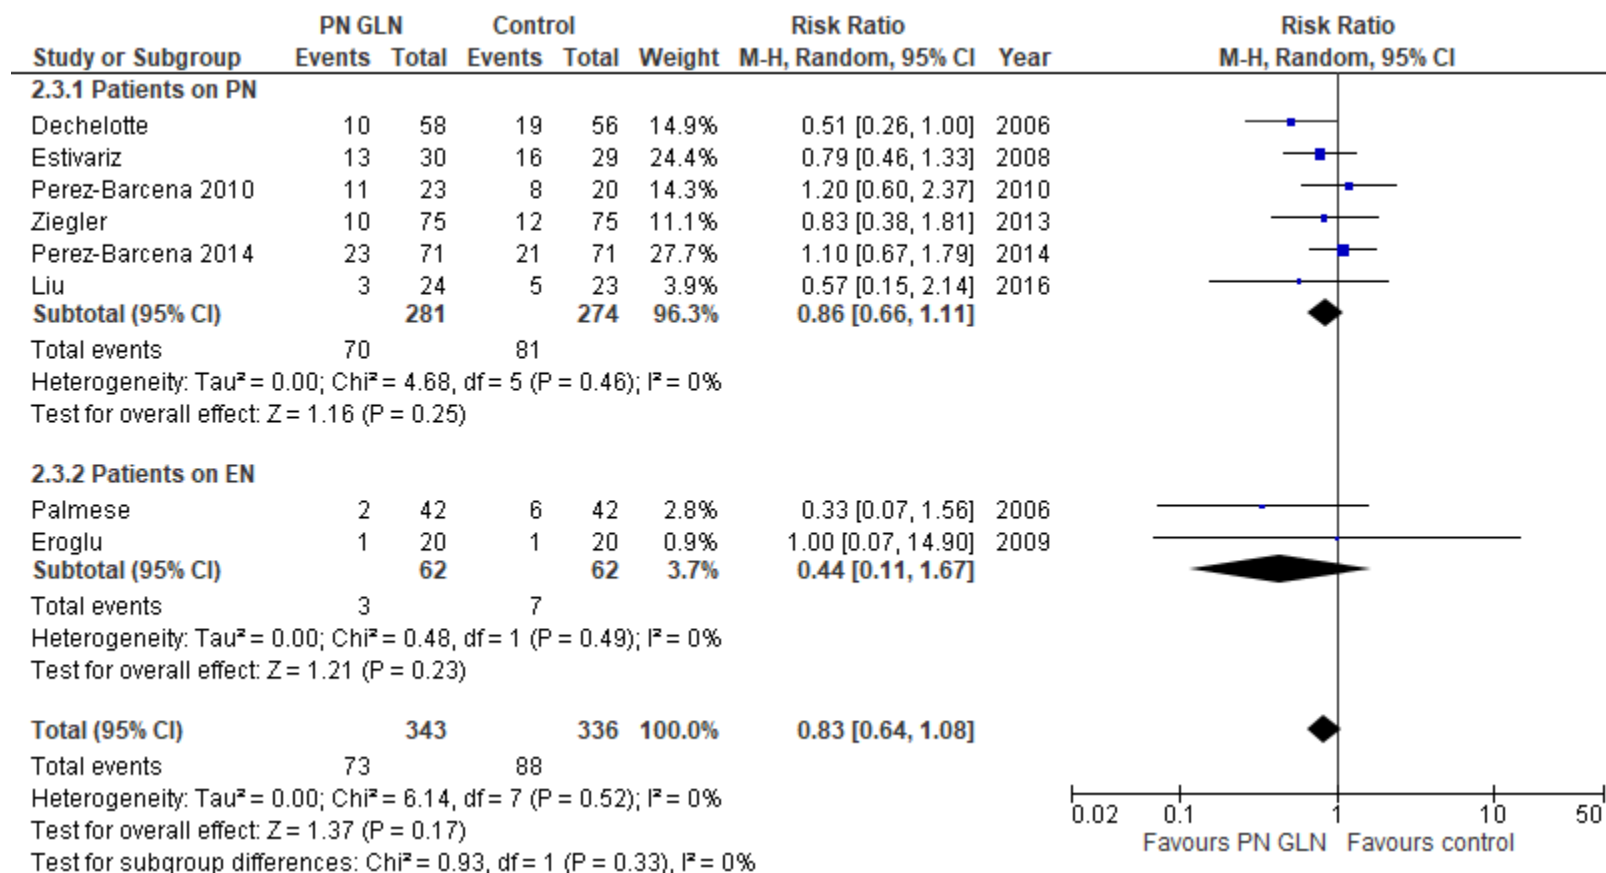 PN GLN Control Risk Ratio Risk Ratio
Study or Subgroup Events Total Events Total Weight M-H, Random, 95% CI Year M-H, Random, 95% CI
2.3.1 Patients on PN
Dechelotte 10 58 19 56 14.9% 0.51 [0.26, 1.00] 2006
Estivariz 13 30 16 29 24.4% 0.79 [0.46, 1.33] 2008
Perez-Barcena 2010 11 23 8 20 14.3% 1.20 [0.60, 2.37] 2010
Ziegler 10 75 12 75 11.1% 0.83 [0.38, 1.81] 2013
Perez-Barcena 2014 23 71 21 71 27.7% 1.10 [0.67, 1.79] 2014
Liu 3 24 5 23 3.9% 0.57 [0.15, 2.14] 2016
Subtotal (95% CI) 281 274 96.3% 0.86 [0.66, 1.11]
Total events 70 81
Heterogeneity: Tau² = 0.00; Chi² = 4.68, df = 5 (P = 0.46); I² = 0%
Test for overall effect: Z = 1.16 (P = 0.25)
2.3.2 Patients on EN
Palmese 2 42 6 42 2.8% 0.33 [0.07, 1.56] 2006
Eroglu 1 20 1 20 0.9% 1.00 [0.07, 14.90] 2009
Subtotal (95% CI) 62 62 3.7% 0.44 [0.11, 1.67]
Total events 3 7
Heterogeneity: Tau² = 0.00; Chi² = 0.48, df = 1 (P = 0.49); I² = 0%
Test for overall effect: Z = 1.21 (P = 0.23)
Total (95% CI) 343 336 100.0% 0.83 [0.64, 1.08]
Total events 73 88
Heterogeneity: Tau² = 0.00; Chi² = 6.14, df = 7 (P = 0.52); I² = 0%
Test for overall effect: Z = 1.37 (P = 0.17)
Test for subgroup differences: Chi² = 0.93, df = 1 (P = 0.33), I² = 0%
0.02 0.1 1 10 50
Favours PN GLN Favours control